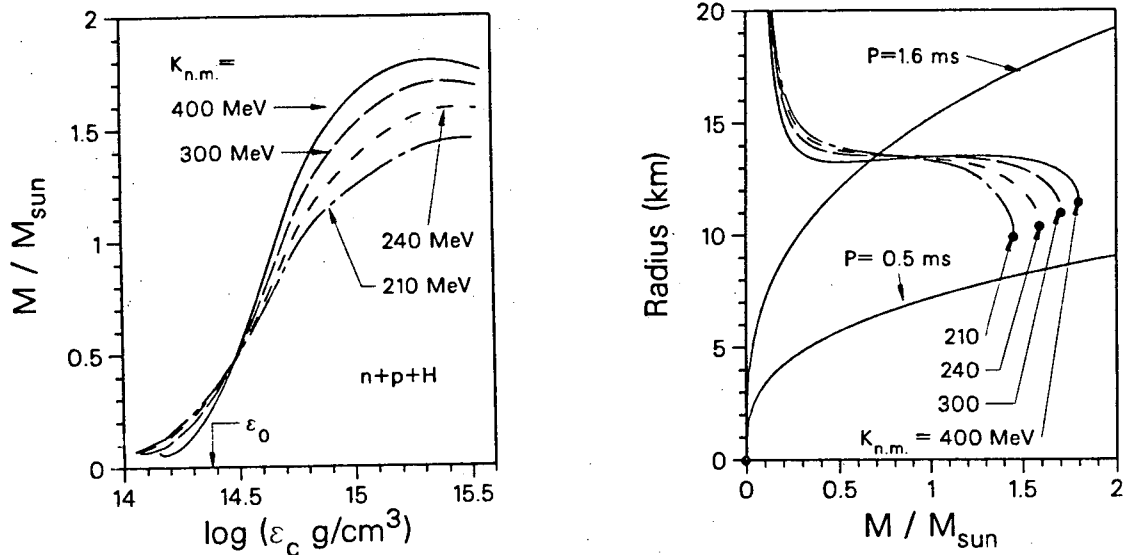 2
1.5
1
0.5
0
M / M_sun
K_n.m.=
400 MeV
300 MeV
240 MeV
210 MeV
n+p+H
ε_0
14
14.5
15
15.5
log (ε_c g/cm^3)
20
15
10
5
0
Radius (km)
P=1.6 ms
P= 0.5 ms
210
240
300
K_n.m. = 400 MeV
0
0.5
1
1.5
2
M / M_sun